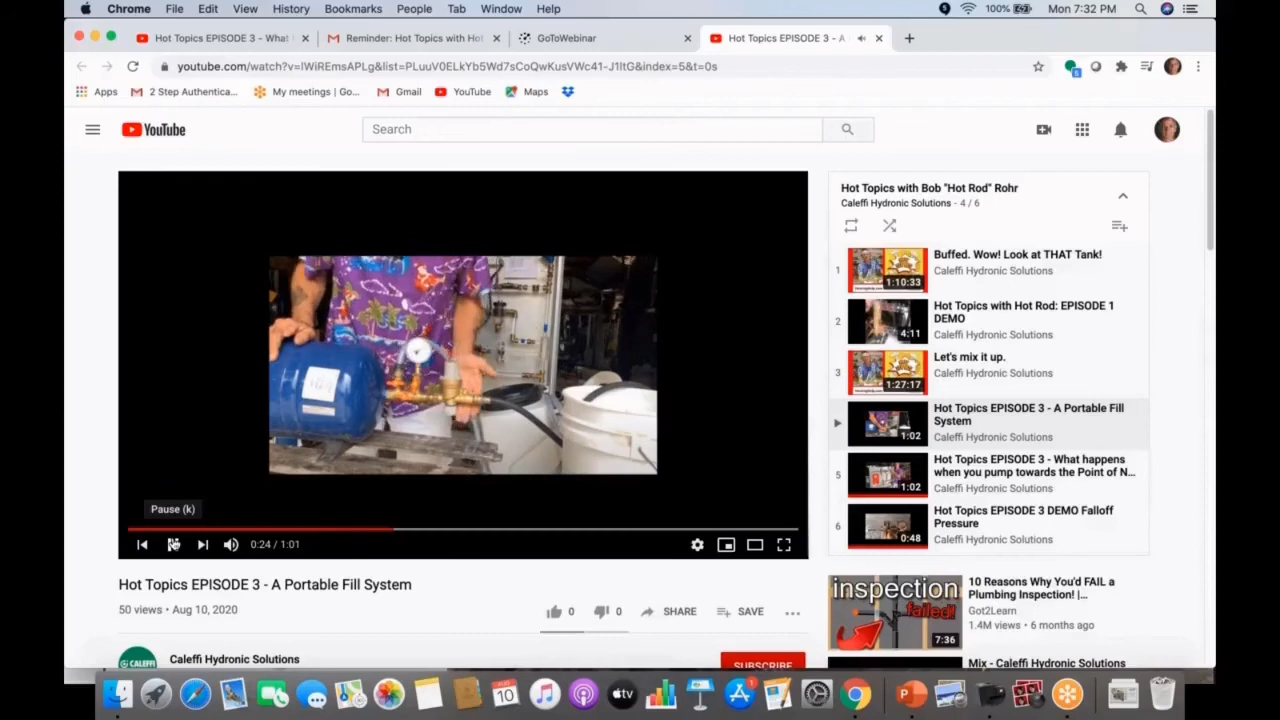 Chrome File Edit View History Bookmarks People Tab Window Help 100% Mon 7:32 PM
Hot Topics EPISODE 3 - What Reminder: Hot Topics with Hot GoToWebinar Hot Topics EPISODE 3 - A
youtube.com/watch?v=lWiREmsAPLg&list=PLuuV0ELkYb5Wd7sCoQwKusVWc41-J1ltG&index=5&t=0s
Apps 2 Step Authentica... My meetings | Go... Gmail YouTube Maps
YouTube Search
Hot Topics with Bob "Hot Rod" Rohr
Caleffi Hydronic Solutions - 4 / 6
1 Buffed. Wow! Look at THAT Tank!
Caleffi Hydronic Solutions
1:10:33
2 Hot Topics with Hot Rod: EPISODE 1
DEMO
Caleffi Hydronic Solutions
4:11
3 Let's mix it up.
Caleffi Hydronic Solutions
1:27:17
Hot Topics EPISODE 3 - A Portable Fill
System
Caleffi Hydronic Solutions
1:02
5 Hot Topics EPISODE 3 - What happens
when you pump towards the Point of N...
Caleffi Hydronic Solutions
1:02
6 Hot Topics EPISODE 3 DEMO Falloff
Pressure
Caleffi Hydronic Solutions
0:48
Pause (k)
0:24 / 1:01
Hot Topics EPISODE 3 - A Portable Fill System
50 views • Aug 10, 2020
0 0 SHARE SAVE
CALEFFI Caleffi Hydronic Solutions
SUBSCRIBE
inspection
failed!
7:36
10 Reasons Why You'd FAIL a
Plumbing Inspection! |...
Got2Learn
1.4M views • 6 months ago
Mix - Caleffi Hydronic Solutions
AUG
10
tv
1